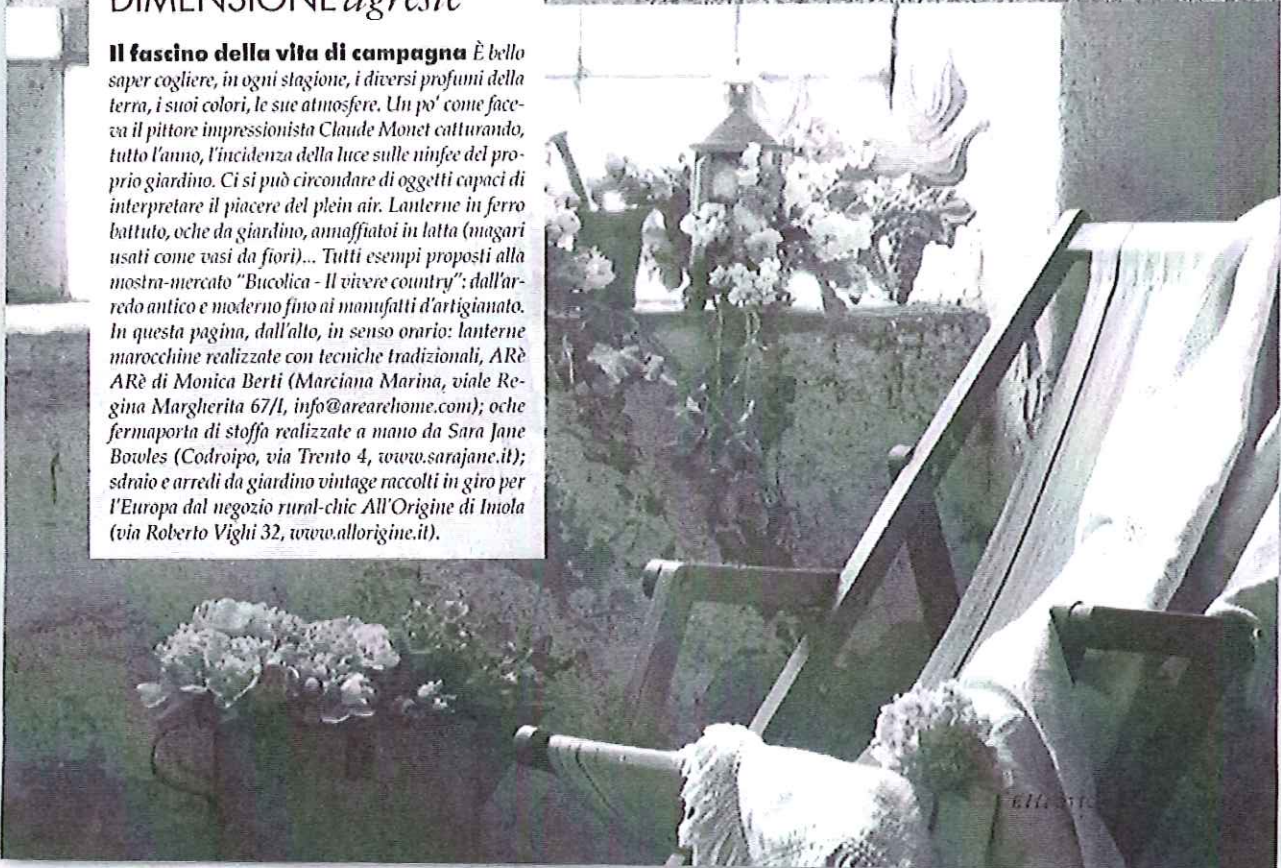 DIMENSIONE agreste
Il fascino della vita di campagna È bello
saper cogliere, in ogni stagione, i diversi profumi della
terra, i suoi colori, le sue atmosfere. Un po' come face-
va il pittore impressionista Claude Monet catturando,
tutto l'anno, l'incidenza della luce sulle ninfee del pro-
prio giardino. Ci si può circondare di oggetti capaci di
interpretare il piacere del plein air. Lanterne in ferro
battuto, oche da giardino, annaffiatoi in latta (magari
usati come vasi da fiori)... Tutti esempi proposti alla
mostra-mercato "Bucolica - Il vivere country": dall'ar-
redo antico e moderno fino ai manufatti d'artigianato.
In questa pagina, dall'alto, in senso orario: lanterne
marocchine realizzate con tecniche tradizionali, ARè
ARè di Monica Berti (Marciana Marina, viale Re-
gina Margherita 67/I, info@arearehome.com); oche
fermaporta di stoffa realizzate a mano da Sara Jane
Bowles (Codroipo, via Trento 4, www.sarajane.it);
sdraio e arredi da giardino vintage raccolti in giro per
l'Europa dal negozio rural-chic All'Origine di Imola
(via Roberto Vighi 32, www.allorigine.it).